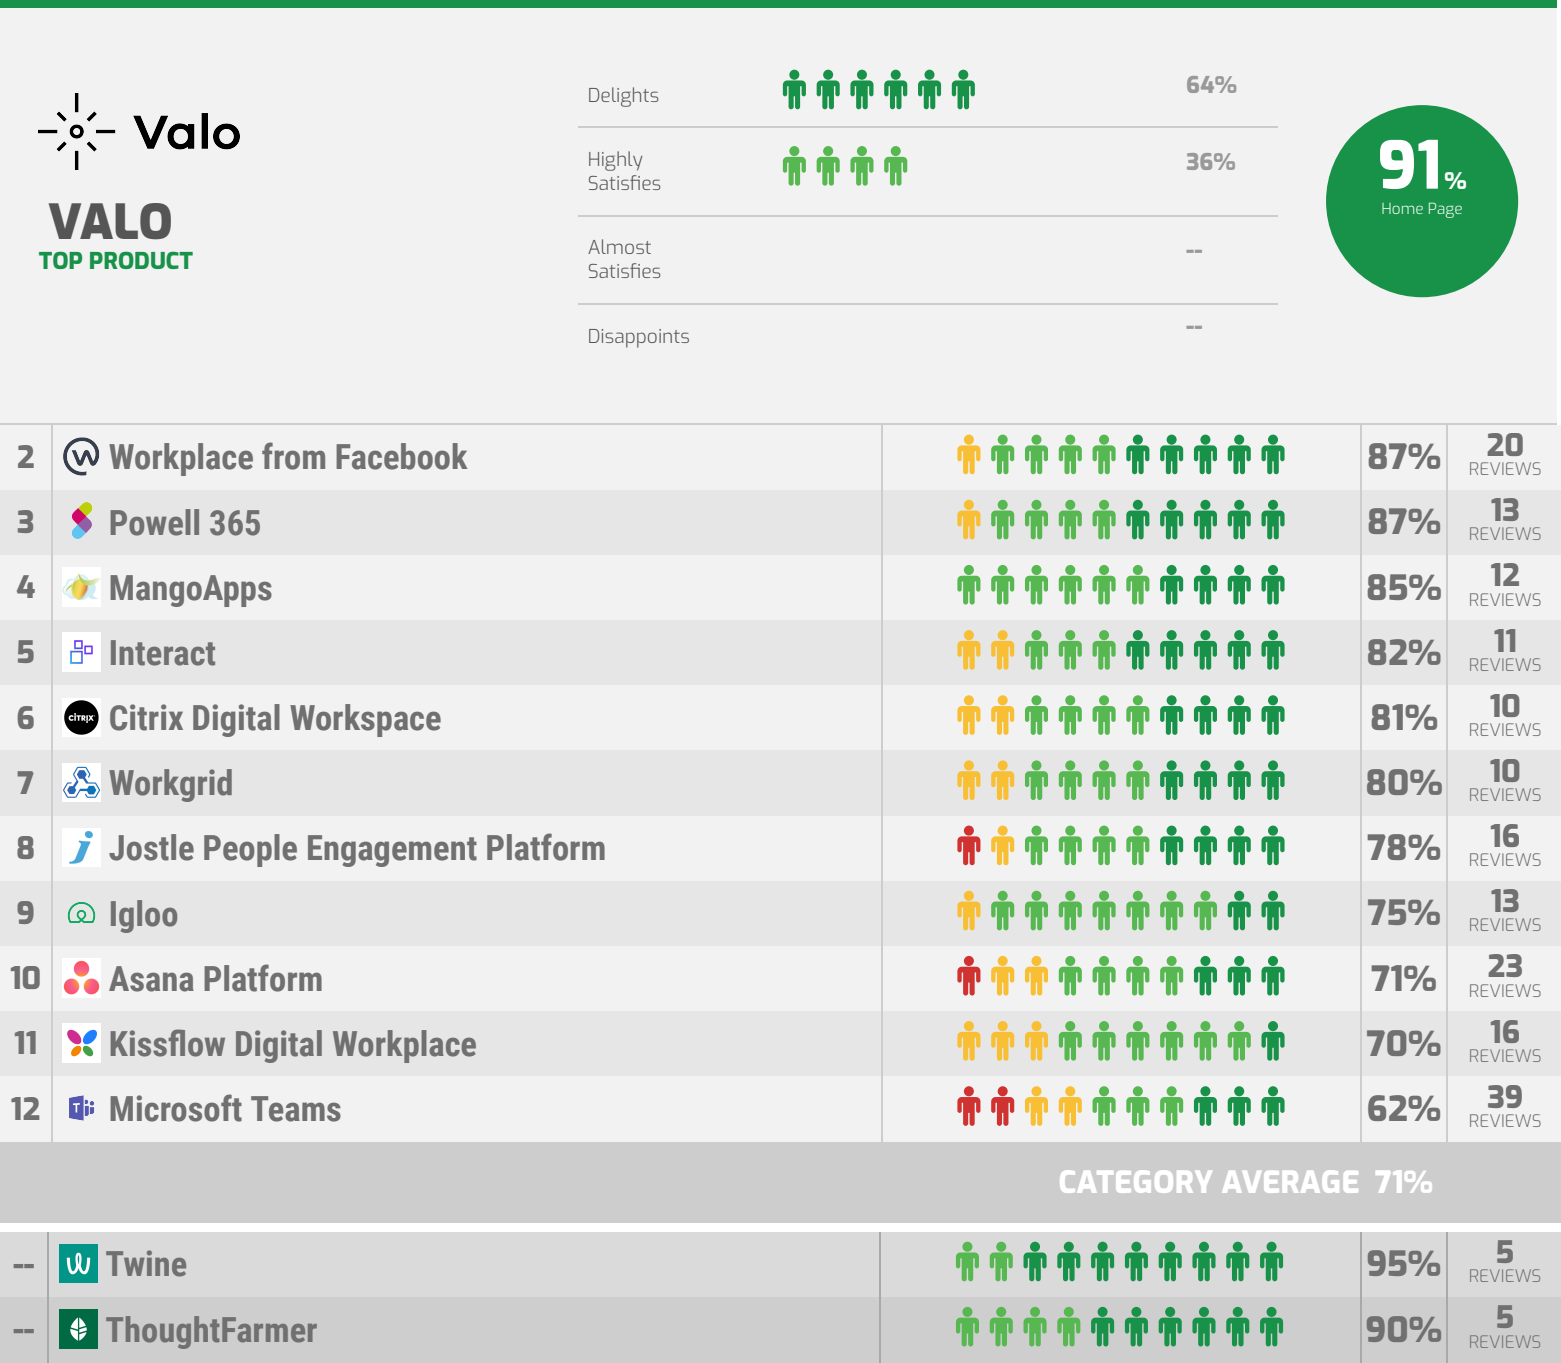 Valo
VALO
TOP PRODUCT
Delights 64%
Highly
Satisfies 36%
Almost
Satisfies --
Disappoints --
91%
Home Page
2 Workplace from Facebook 87% 20 REVIEWS
3 Powell 365 87% 13 REVIEWS
4 MangoApps 85% 12 REVIEWS
5 Interact 82% 11 REVIEWS
6 CITRIX Citrix Digital Workspace 81% 10 REVIEWS
7 Workgrid 80% 10 REVIEWS
8 j Jostle People Engagement Platform 78% 16 REVIEWS
9 Igloo 75% 13 REVIEWS
10 Asana Platform 71% 23 REVIEWS
11 Kissflow Digital Workplace 70% 16 REVIEWS
12 T Microsoft Teams 62% 39 REVIEWS
CATEGORY AVERAGE 71%
-- Twine 95% 5 REVIEWS
-- ThoughtFarmer 90% 5 REVIEWS